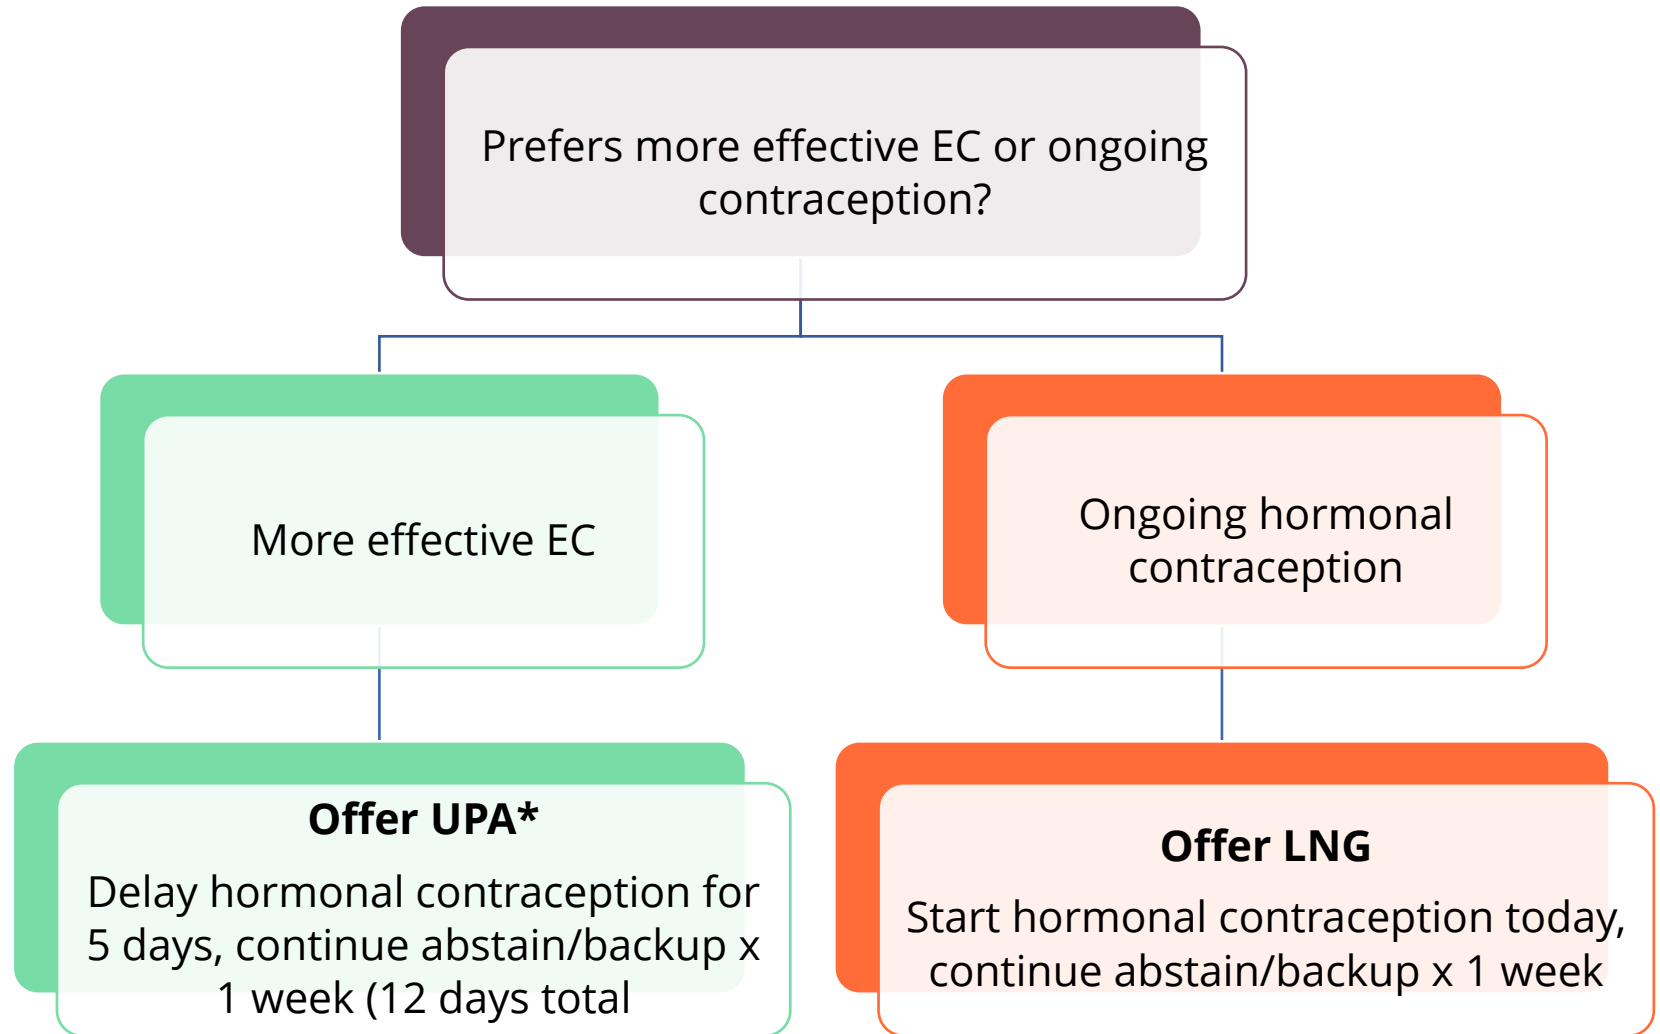 Prefers more effective EC or ongoing
contraception?
More effective EC
Ongoing hormonal
contraception
Offer UPA*
Delay hormonal contraception for
5 days, continue abstain/backup x
1 week (12 days total
Offer LNG
Start hormonal contraception today,
continue abstain/backup x 1 week